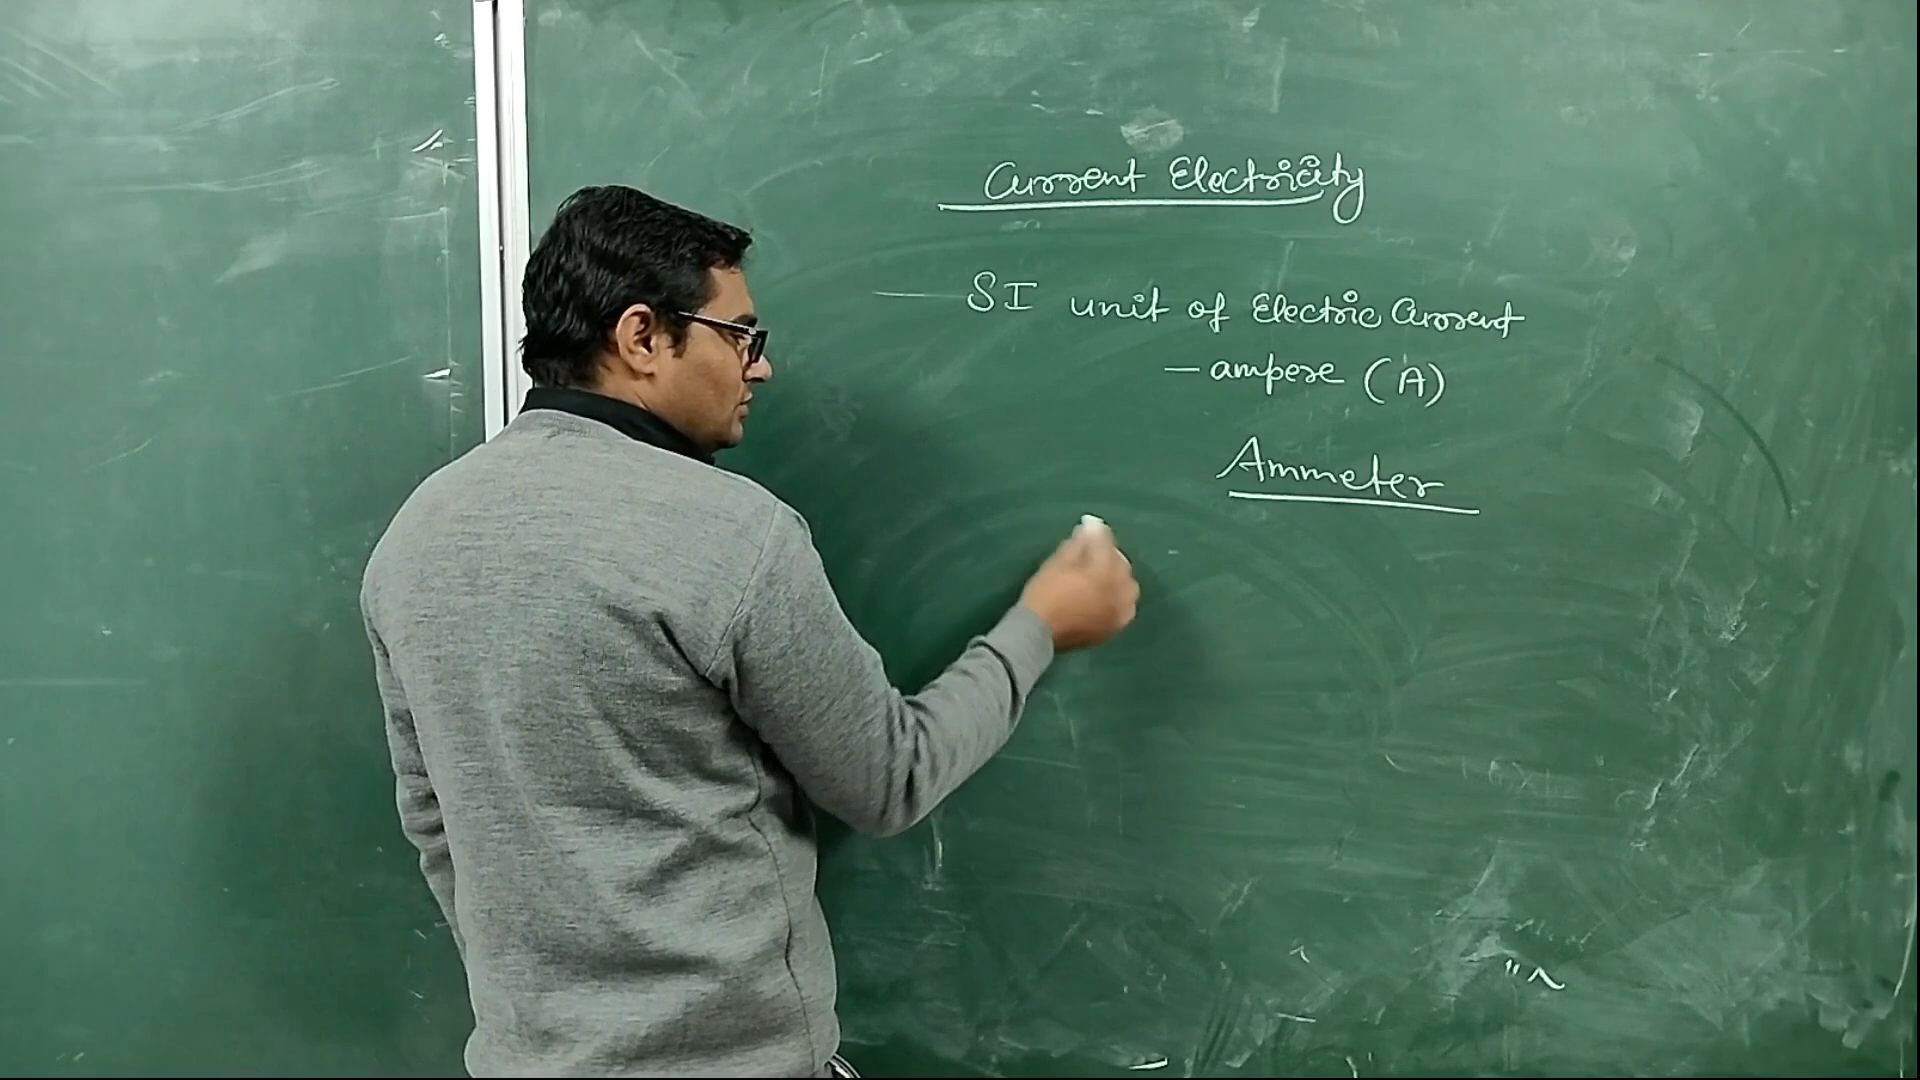 Current Electricity
SI unit of Electric Current
— ampere (A)
Ammeter